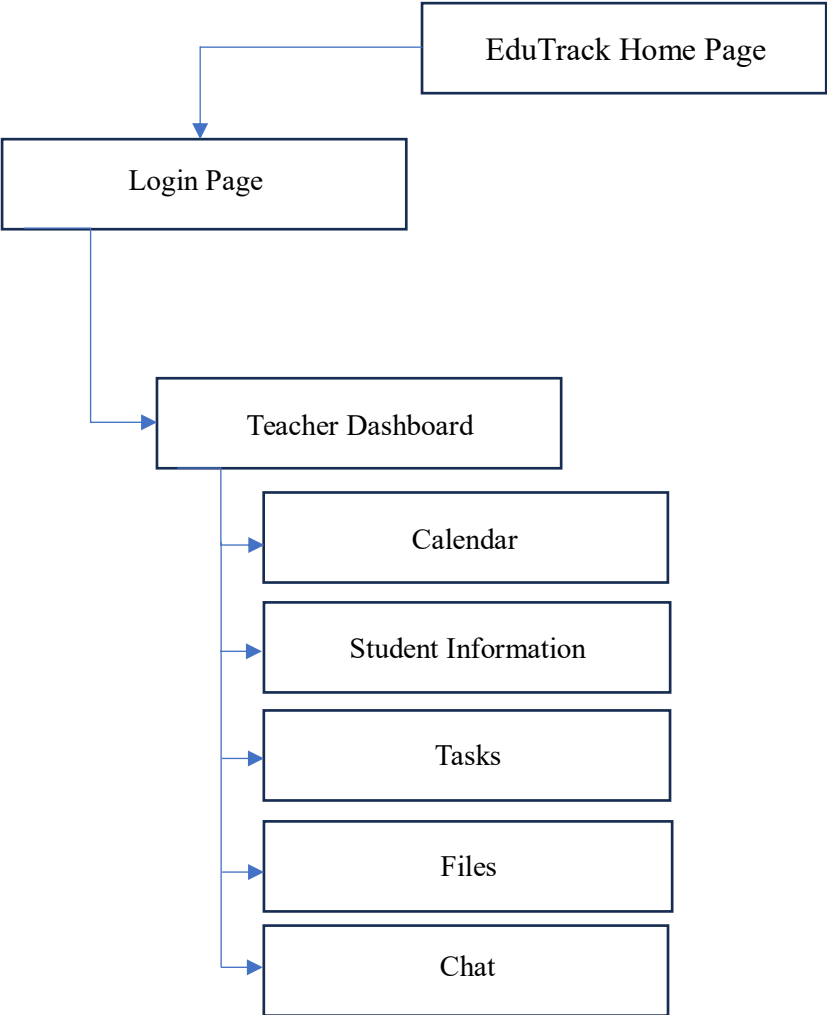 EduTrack Home Page
Login Page
Teacher Dashboard
Calendar
Student Information
Tasks
Files
Chat